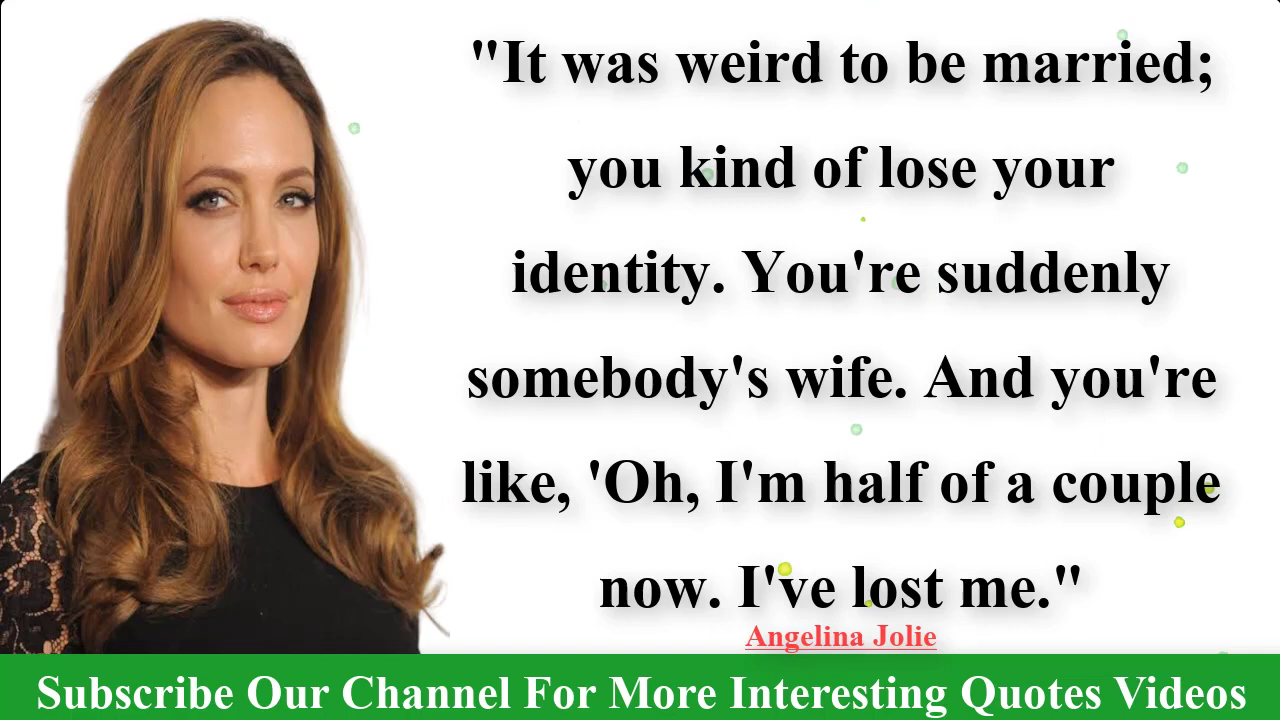 "It was weird to be married;
you kind of lose your
identity. You're suddenly
somebody's wife. And you're
like, 'Oh, I'm half of a couple
now. I've lost me."
Angelina Jolie
Subscribe Our Channel For More Interesting Quotes Videos